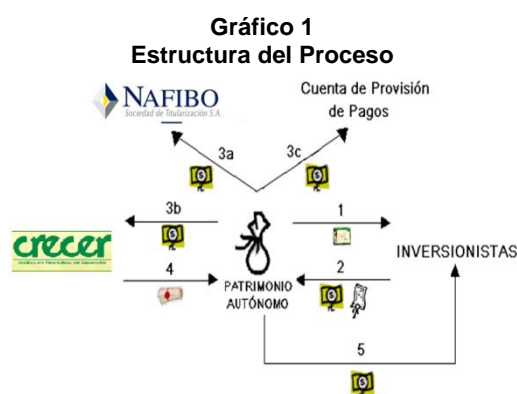 Gráfico 1
Estructura del Proceso
NAFIBO
Sociedad de Titularización S.A.
Cuenta de Provisión
de Pagos
3a
3c
3b
1
crecer
INVERSIONISTAS
4
2
PATRIMONIO
AUTÓNOMO
5